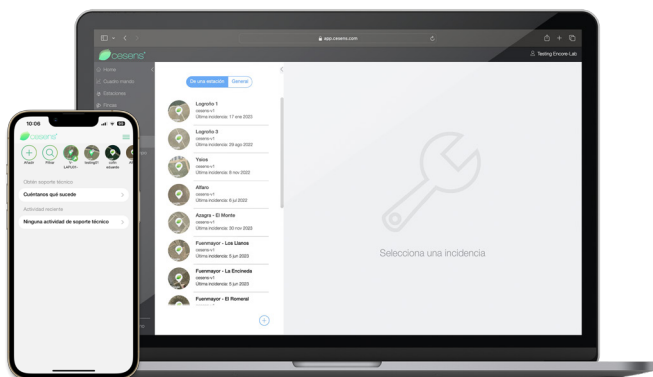 app.cesens.com
cesens
Testing Encore-Lab
Home
Cuadro mando
Estaciones
Fincas
De una estación
General
Logroño 1
cesens-v1
Última incidencia: 17 ene 2023
Logroño 3
cesens-v1
Última incidencia: 29 ago 2022
Yaios
cesens-v1
Última incidencia: 8 nov 2022
Alfaro
cesens-v1
Última incidencia: 8 jul 2022
Azagra - El Monte
cesens-v1
Última incidencia: 30 nov 2022
Fuenmayor - Los Llanos
cesens-v1
Última incidencia: 5 jun 2023
Fuenmayor - La Encineda
cesens-v1
Última incidencia: 5 jun 2023
Fuenmayor - El Romeral
Selecciona una incidencia
10:06
cesens
Añadir
Filtrar
Obtén soporte técnico
Cuéntanos qué sucede
Actividad reciente
Ninguna actividad de soporte técnico